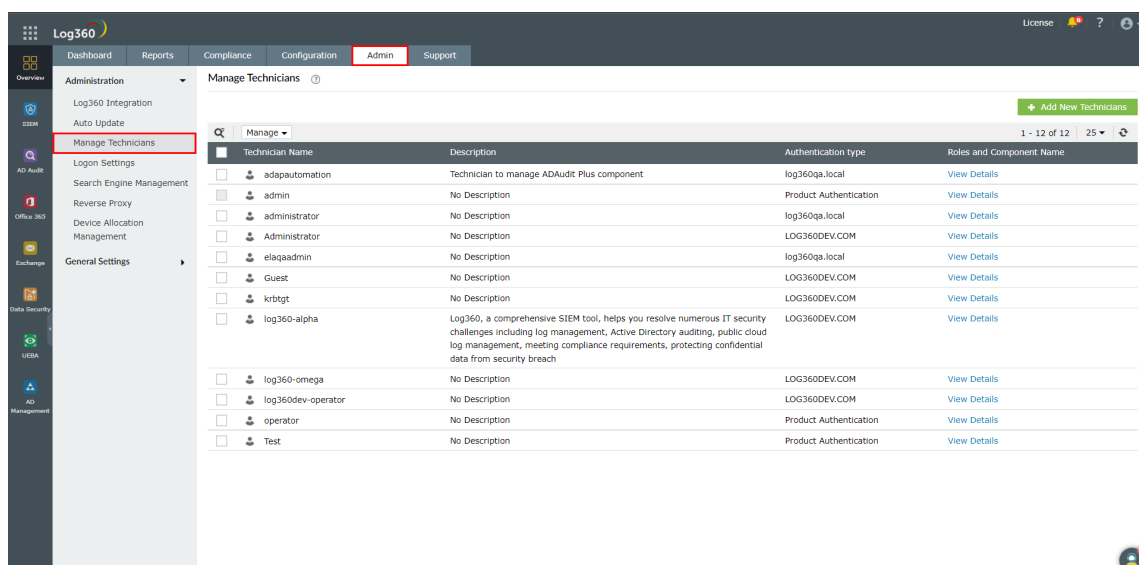 Log360
License 6 ?
Dashboard Reports Compliance Configuration Admin Support
Overview
SIEM
AD Audit
Office 365
Exchange
Data Security
UEBA
AD
Management
Administration
Log360 Integration
Auto Update
Manage Technicians
Logon Settings
Search Engine Management
Reverse Proxy
Device Allocation
Management
General Settings
Manage Technicians ?
+ Add New Technicians
Manage 1 - 12 of 12 25
Technician Name Description Authentication type Roles and Component Name
adapautomation Technician to manage ADAudit Plus component log360qa.local View Details
admin No Description Product Authentication View Details
administrator No Description log360qa.local View Details
Administrator No Description LOG360DEV.COM View Details
elaqaadmin No Description log360qa.local View Details
Guest No Description LOG360DEV.COM View Details
krbtgt No Description LOG360DEV.COM View Details
log360-alpha Log360, a comprehensive SIEM tool, helps you resolve numerous IT security LOG360DEV.COM View Details
challenges including log management, Active Directory auditing, public cloud
log management, meeting compliance requirements, protecting confidential
data from security breach
log360-omega No Description LOG360DEV.COM View Details
log360dev-operator No Description LOG360DEV.COM View Details
operator No Description Product Authentication View Details
Test No Description Product Authentication View Details